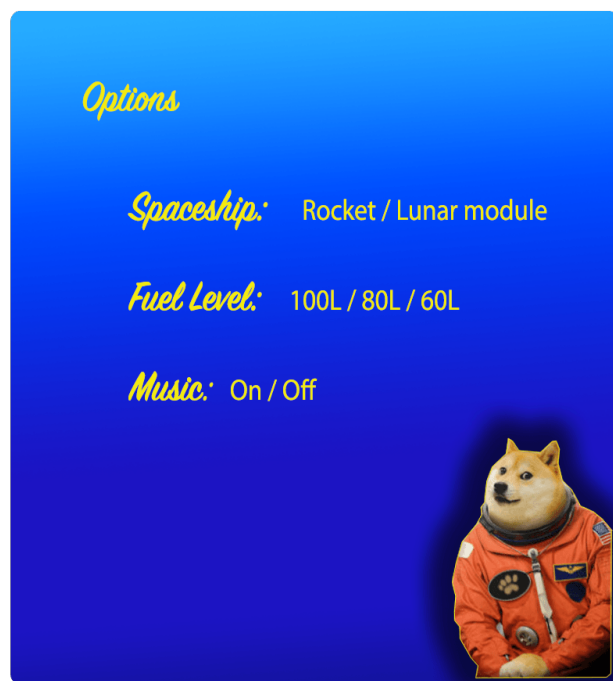 Options
Spaceship: Rocket / Lunar module
Fuel Level: 100L / 80L / 60L
Music: On / Off